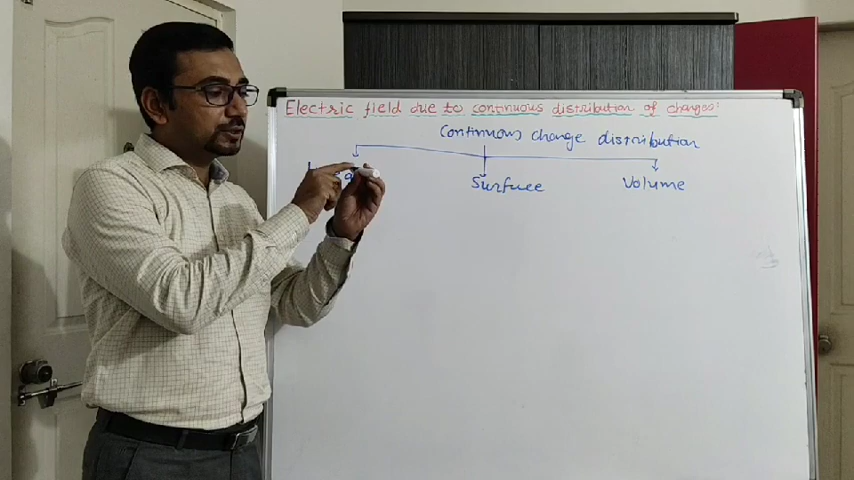 Electric field due to continuous distribution of charges:
Continuous charge distribution
Surface
Volume